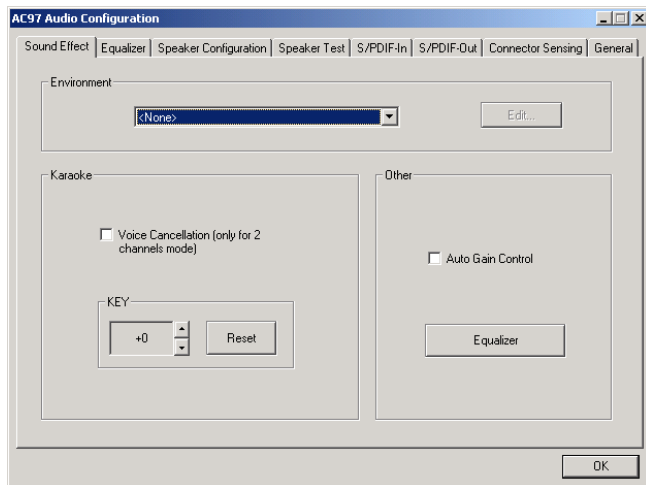 AC97 Audio Configuration
Sound Effect Equalizer Speaker Configuration Speaker Test S/PDIF-In S/PDIF-Out Connector Sensing General
Environment
<None> Edit...
Karaoke
Voice Cancellation (only for 2
channels mode)
KEY
+0 Reset
Other
Auto Gain Control
Equalizer
OK